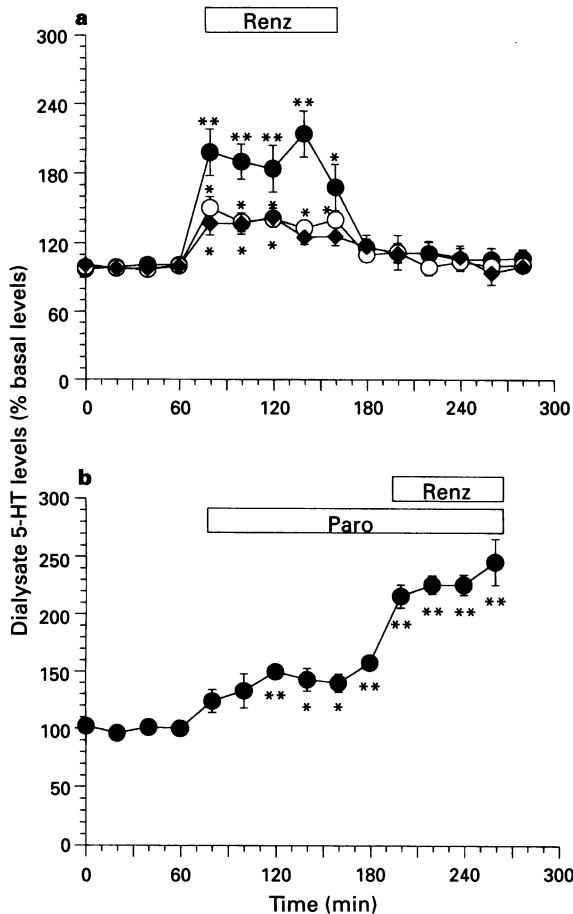 a
Renz
300
240
180
120
60
0
** ** ** ** *
* * * * *
* * *
0 60 120 180 240 300
Dialysate 5-HT levels (% basal levels)
b
Renz
Paro
300
250
200
150
100
50
0
** * * ** ** ** ** **
0 60 120 180 240 300
Time (min)